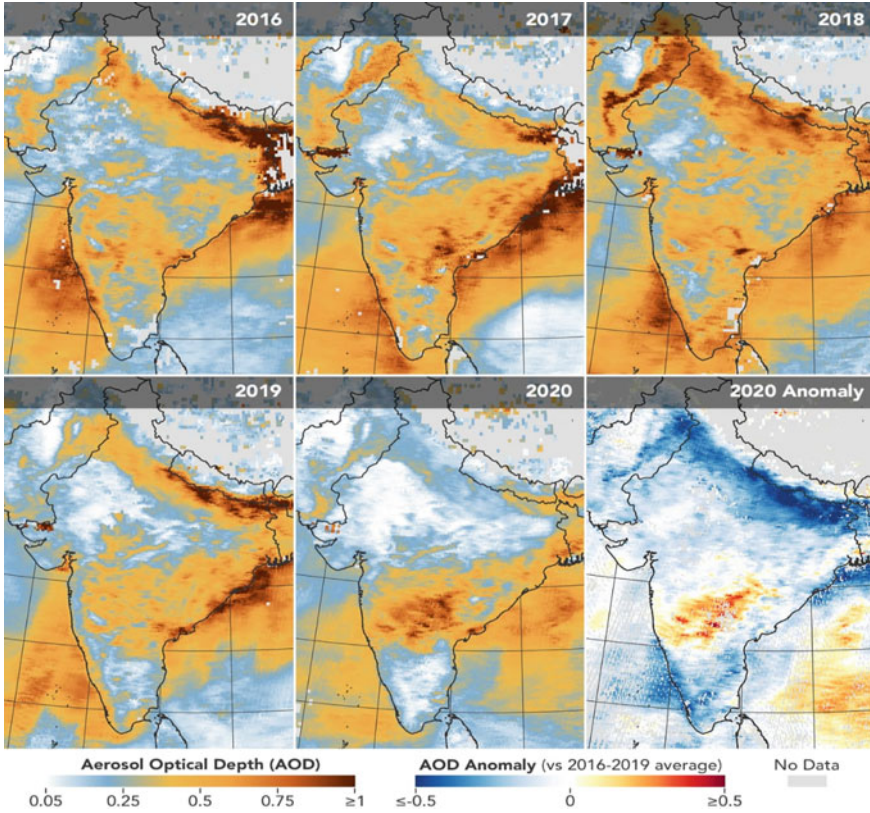 2016
2017
2018
2019
2020
2020 Anomaly
Aerosol Optical Depth (AOD)
0.05 0.25 0.5 0.75 ≥1
AOD Anomaly (vs 2016-2019 average)
≤-0.5 0 ≥0.5
No Data